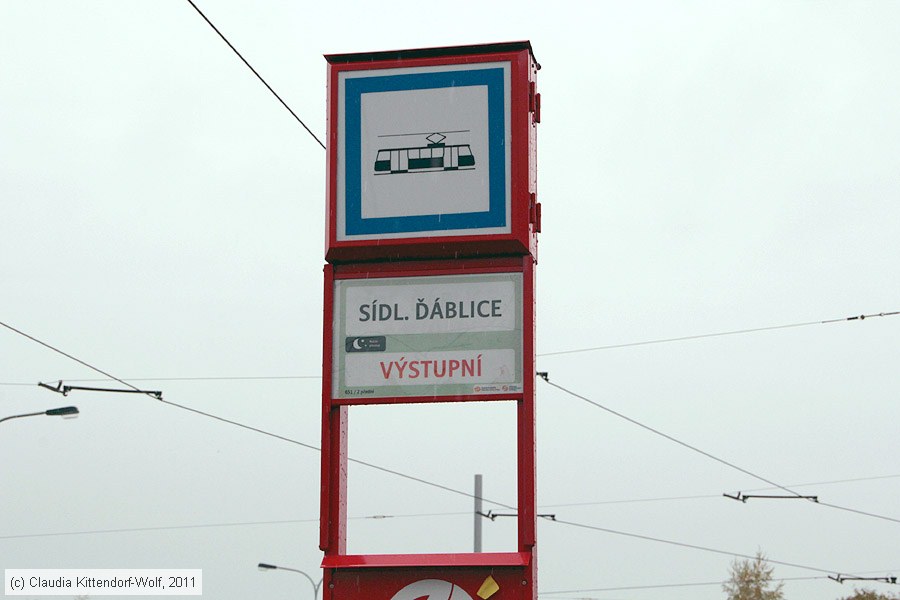 SÍDL. ĎÁBLICE
VÝSTUPNÍ
(c) Claudia Kittendorf-Wolf, 2011